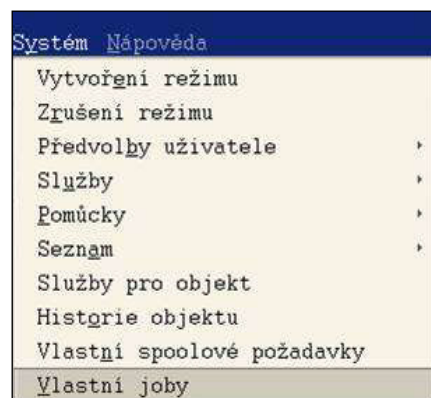 Systém Nápověda
Vytvoření režimu
Zrušení režimu
Předvolby uživatele
Služby
Pomůcky
Seznam
Služby pro objekt
Historie objektu
Vlastní spoolové požadavky
Vlastní joby